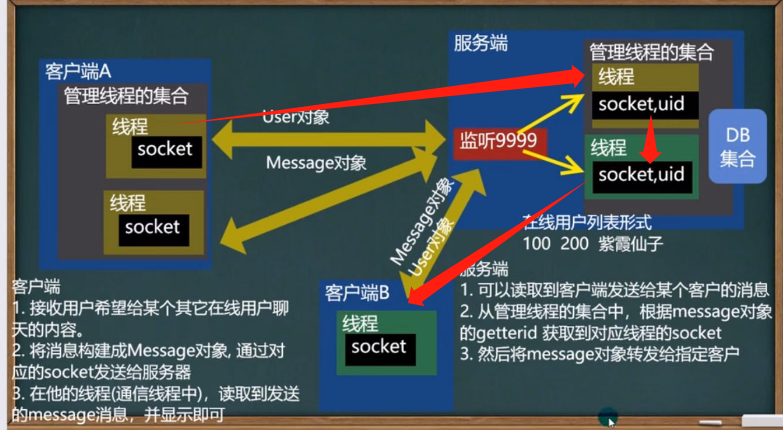 客户端A
管理线程的集合
线程
socket
线程
socket
User对象
Message对象
服务端
监听9999
管理线程的集合
线程
socket,uid
线程
socket,uid
DB
集合
在线用户列表形式
100 200 紫霞仙子
Message对象
User对象
客户端B
线程
socket
客户端
1. 接收用户希望给某个其它在线用户聊
天的内容。
2. 将消息构建成Message对象, 通过对
应的socket发送给服务器
3. 在他的线程(通信线程中)，读取到发送
的message消息，并显示即可
服务端
1. 可以读取到客户端发送给某个客户的消息
2. 从管理线程的集合中，根据message对象
的getterid 获取到对应线程的socket
3. 然后将message对象转发给指定客户